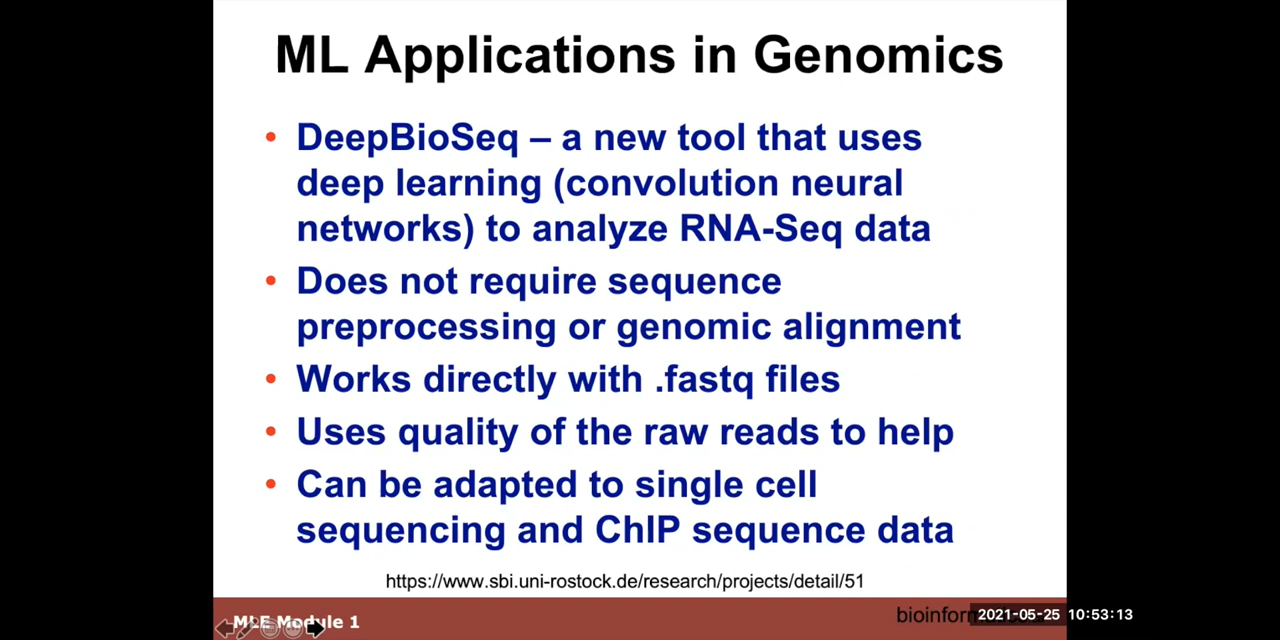 ML Applications in Genomics
• DeepBioSeq – a new tool that uses
deep learning (convolution neural
networks) to analyze RNA-Seq data
• Does not require sequence
preprocessing or genomic alignment
• Works directly with .fastq files
• Uses quality of the raw reads to help
• Can be adapted to single cell
sequencing and ChIP sequence data
https://www.sbi.uni-rostock.de/research/projects/detail/51
MLE Module 1
2021-05-25 10:53:13